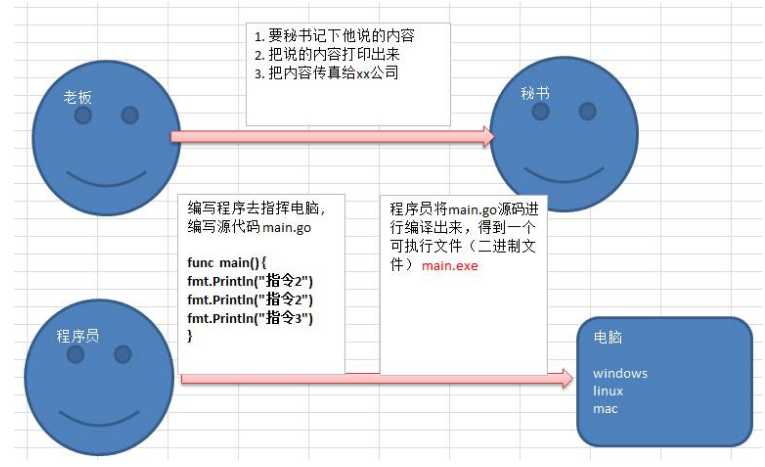 1. 要秘书记下他说的内容
2. 把说的内容打印出来
3. 把内容传真给xx公司
老板
秘书
编写程序去指挥电脑,
编写源代码 main.go
func main(){
fmt.Println("指令2")
fmt.Println("指令2")
fmt.Println("指令3")
}
程序员将main.go源码进
行编译出来，得到一个
可执行文件（二进制文
件） main.exe
程序员
电脑
windows
linux
mac